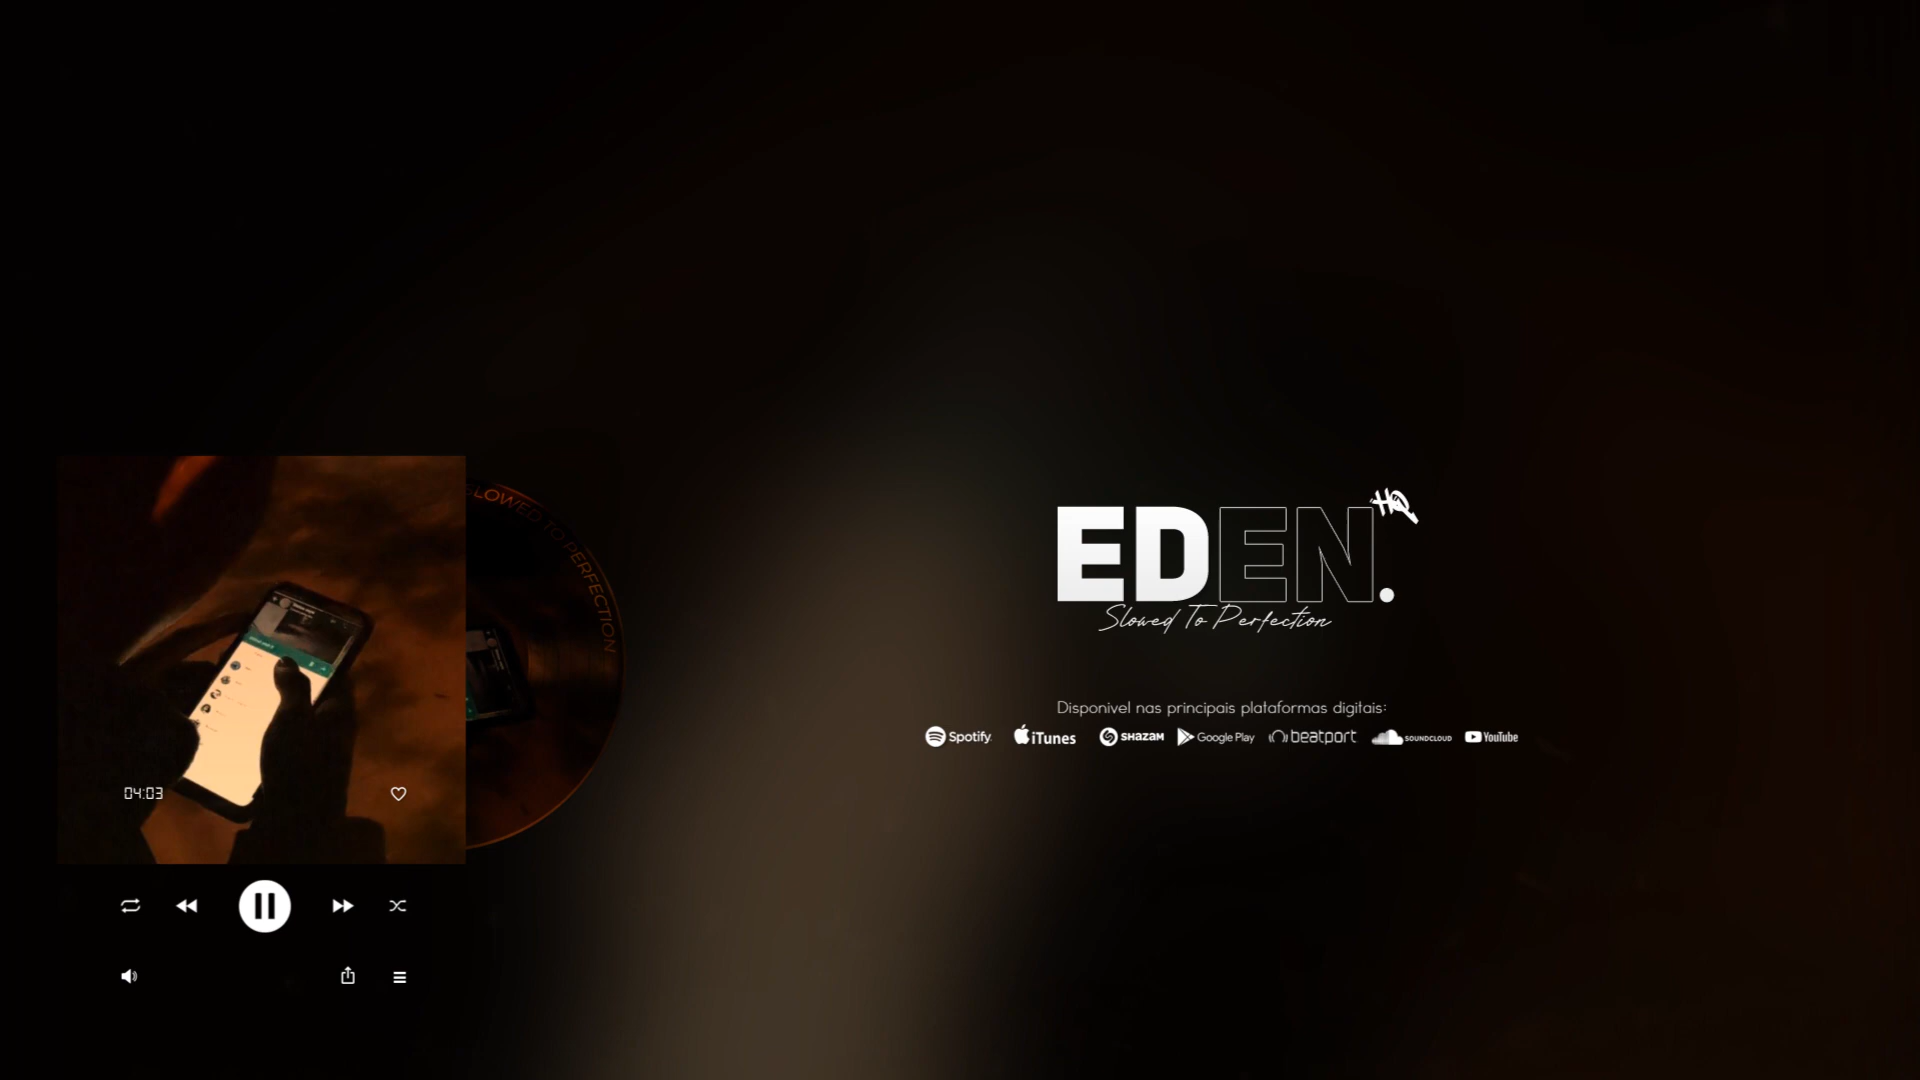 SLOWED TO PERFECTION
04:03
EDEN.
HQ
Slowed To Perfection
Disponivel nas principais plataformas digitais:
Spotify iTunes SHAZAM Google Play beatport SOUNDCLOUD YouTube